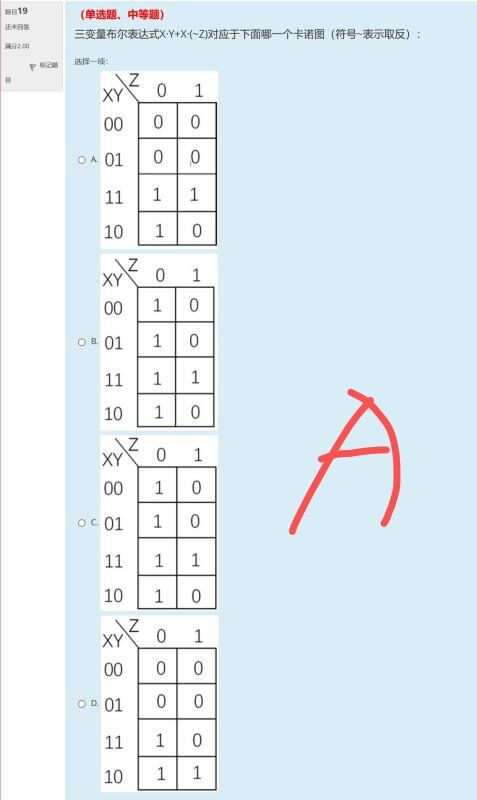 题目19
还未回答
满分2.00
标记题
目
（单选题、中等题）
三变量布尔表达式X·Y+X·(~Z)对应于下面哪一个卡诺图（符号~表示取反）:
选择一项:
Z 0 1
XY
00 0 0
A. 01 0 0
11 1 1
10 1 0
Z 0 1
XY
00 1 0
B. 01 1 0
11 1 1
10 1 0
Z 0 1
XY
00 1 0
C. 01 1 0
11 1 1
10 1 0
Z 0 1
XY
00 0 0
D. 01 0 0
11 1 0
10 1 1
A